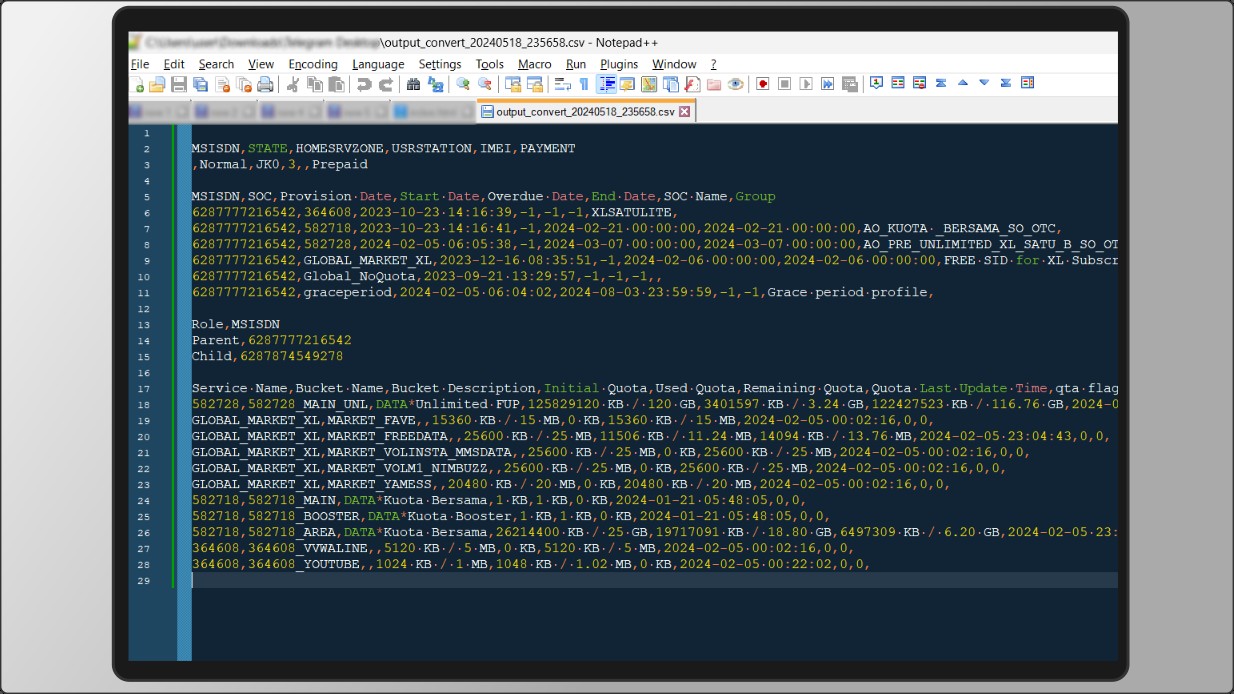 \output_convert_20240518_235658.csv - Notepad++
File Edit Search View Encoding Language Settings Tools Macro Run Plugins Window ?
output_convert_20240518_235658.csv
1
2 MSISDN,STATE,HOMESRVZONE,USRSTATION,IMEI,PAYMENT
3 ,Normal,JK0,3,,Prepaid
4
5 MSISDN,SOC,Provision·Date,Start·Date,Overdue·Date,End·Date,SOC·Name,Group
6 6287777216542,364608,2023-10-23·14:16:39,-1,-1,-1,XLSATULITE,
7 6287777216542,582718,2023-10-23·14:16:41,-1,2024-02-21·00:00:00,2024-02-21·00:00:00,AO_KUOTA·_BERSAMA_SO_OTC,
8 6287777216542,582728,2024-02-05·06:05:38,-1,2024-03-07·00:00:00,2024-03-07·00:00:00,AO_PRE_UNLIMITED_XL_SATU_B_SO_OT
9 6287777216542,GLOBAL_MARKET_XL,2023-12-16·08:35:51,-1,2024-02-06·00:00:00,2024-02-06·00:00:00,FREE·SID·for·XL·Subscr
10 6287777216542,Global_NoQuota,2023-09-21·13:29:57,-1,-1,-1,,
11 6287777216542,graceperiod,2024-02-05·06:04:02,2024-08-03·23:59:59,-1,-1,Grace·period·profile,
12
13 Role,MSISDN
14 Parent,6287777216542
15 Child,6287874549278
16
17 Service·Name,Bucket·Name,Bucket·Description,Initial·Quota,Used·Quota,Remaining·Quota,Quota·Last·Update·Time,qta·flag
18 582728,582728_MAIN_UNL,DATA*Unlimited·FUP,125829120·KB·/·120·GB,3401597·KB·/·3.24·GB,122427523·KB·/·116.76·GB,2024-0
19 GLOBAL_MARKET_XL,MARKET_FAVE,,15360·KB·/·15·MB,0·KB,15360·KB·/·15·MB,2024-02-05·00:02:16,0,0,
20 GLOBAL_MARKET_XL,MARKET_FREEDATA,,25600·KB·/·25·MB,11506·KB·/·11.24·MB,14094·KB·/·13.76·MB,2024-02-05·23:04:43,0,0,
21 GLOBAL_MARKET_XL,MARKET_VOLINSTA_MMSDATA,,25600·KB·/·25·MB,0·KB,25600·KB·/·25·MB,2024-02-05·00:02:16,0,0,
22 GLOBAL_MARKET_XL,MARKET_VOLM1_NIMBUZZ,,25600·KB·/·25·MB,0·KB,25600·KB·/·25·MB,2024-02-05·00:02:16,0,0,
23 GLOBAL_MARKET_XL,MARKET_YAMESS,,20480·KB·/·20·MB,0·KB,20480·KB·/·20·MB,2024-02-05·00:02:16,0,0,
24 582718,582718_MAIN,DATA*Kuota·Bersama,1·KB,1·KB,0·KB,2024-01-21·05:48:05,0,0,
25 582718,582718_BOOSTER,DATA*Kuota·Booster,1·KB,1·KB,0·KB,2024-01-21·05:48:05,0,0,
26 582718,582718_AREA,DATA*Kuota·Bersama,26214400·KB·/·25·GB,19717091·KB·/·18.80·GB,6497309·KB·/·6.20·GB,2024-02-05·23:
27 364608,364608_VVWALINE,,5120·KB·/·5·MB,0·KB,5120·KB·/·5·MB,2024-02-05·00:02:16,0,0,
28 364608,364608_YOUTUBE,,1024·KB·/·1·MB,1048·KB·/·1.02·MB,0·KB,2024-02-05·00:22:02,0,0,
29